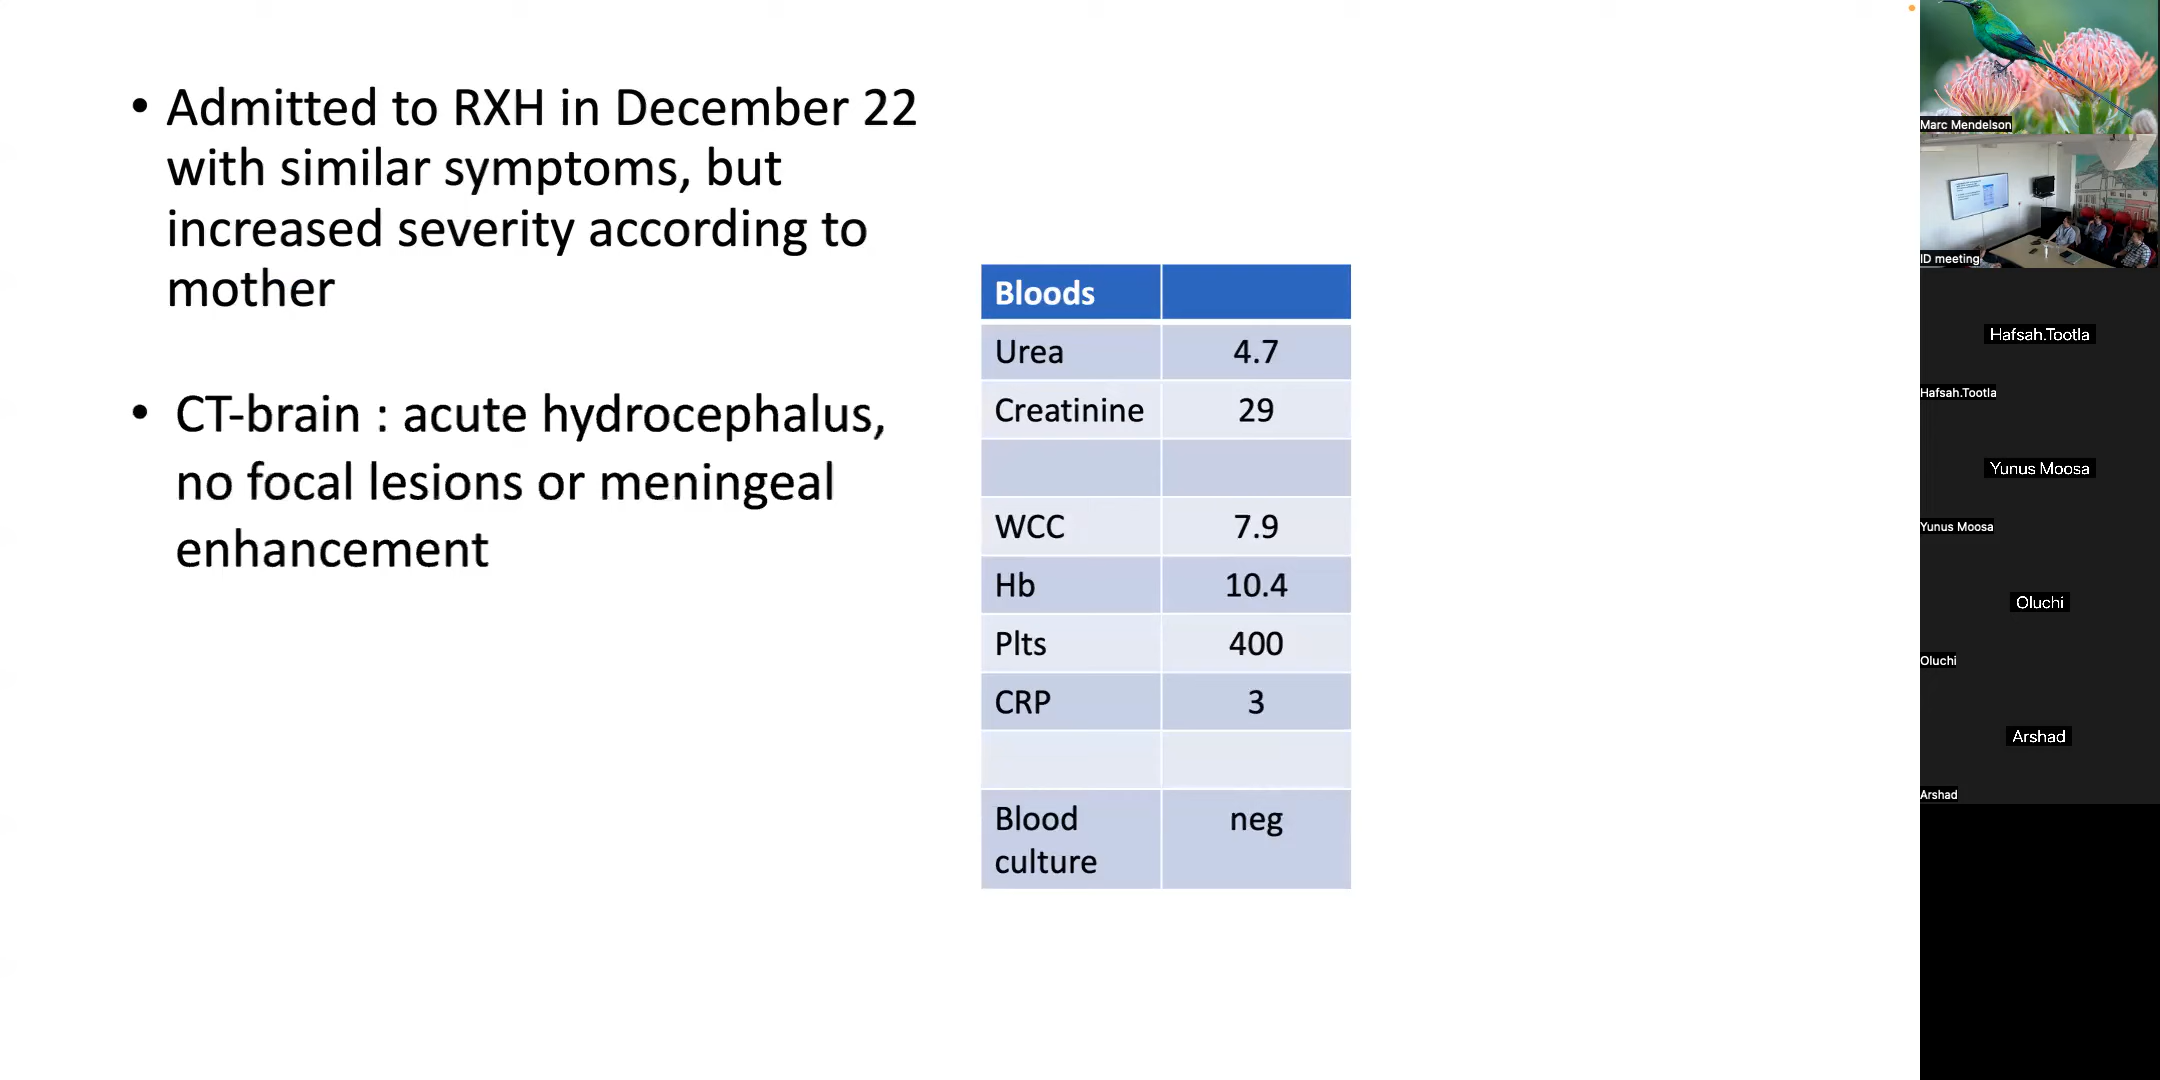 • Admitted to RXH in December 22
with similar symptoms, but
increased severity according to
mother
• CT-brain : acute hydrocephalus,
no focal lesions or meningeal
enhancement
Bloods
Urea 4.7
Creatinine 29
WCC 7.9
Hb 10.4
Plts 400
CRP 3
Blood culture neg
Marc Mendelson
ID meeting
Hafsah.Tootla
Hafsah.Tootla
Yunus Moosa
Yunus Moosa
Oluchi
Oluchi
Arshad
Arshad